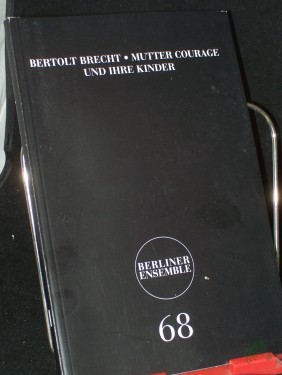 BERTOLT BRECHT • MUTTER COURAGE
UND IHRE KINDER
BERLINER
ENSEMBLE
68